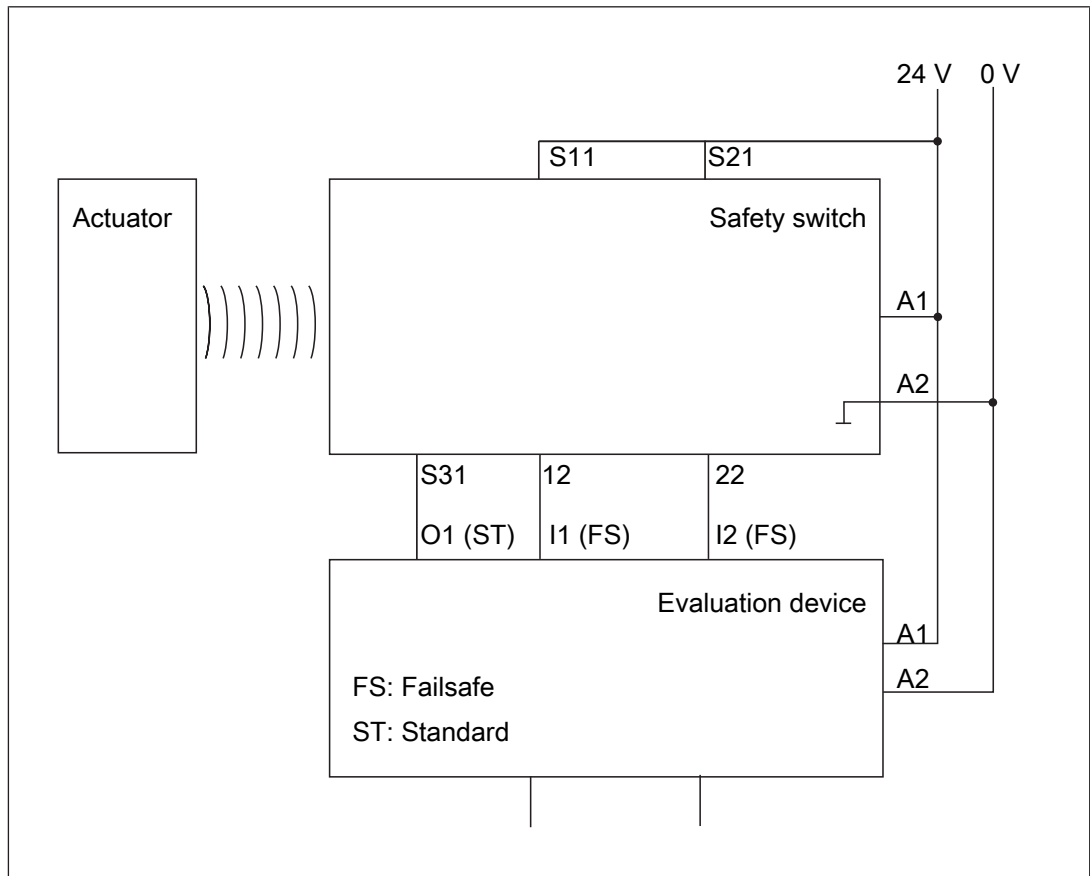 24 V 0 V
S11 S21
Actuator
Safety switch
A1
A2
S31 12 22
O1 (ST) I1 (FS) I2 (FS)
Evaluation device
A1
A2
FS: Failsafe
ST: Standard